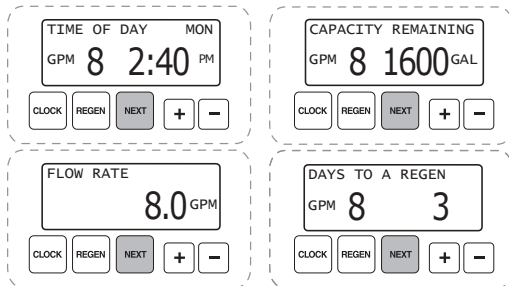 TIME OF DAY MON
GPM 8 2:40 PM
CLOCK REGEN NEXT + −
CAPACITY REMAINING
GPM 8 1600 GAL
CLOCK REGEN NEXT + −
FLOW RATE
8.0 GPM
CLOCK REGEN NEXT + −
DAYS TO A REGEN
GPM 8 3
CLOCK REGEN NEXT + −